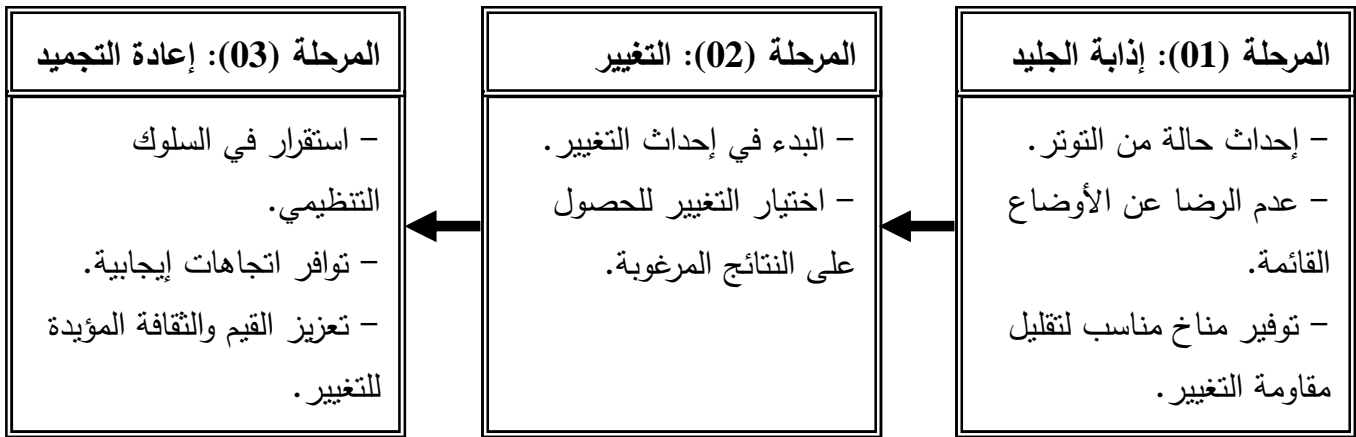 المرحلة (01): إذابة الجليد
- إحداث حالة من التوتر.
- عدم الرضا عن الأوضاع
القائمة.
- توفير مناخ مناسب لتقليل
مقاومة التغيير.
المرحلة (02): التغيير
- البدء في إحداث التغيير.
- اختيار التغيير للحصول
على النتائج المرغوبة.
المرحلة (03): إعادة التجميد
- استقرار في السلوك
التنظيمي.
- توافر اتجاهات إيجابية.
- تعزيز القيم والثقافة المؤيدة
للتغيير.